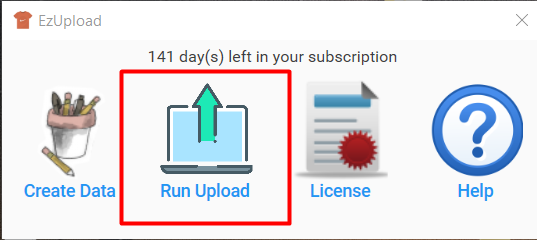 EzUpload
141 day(s) left in your subscription
Create Data
Run Upload
License
Help